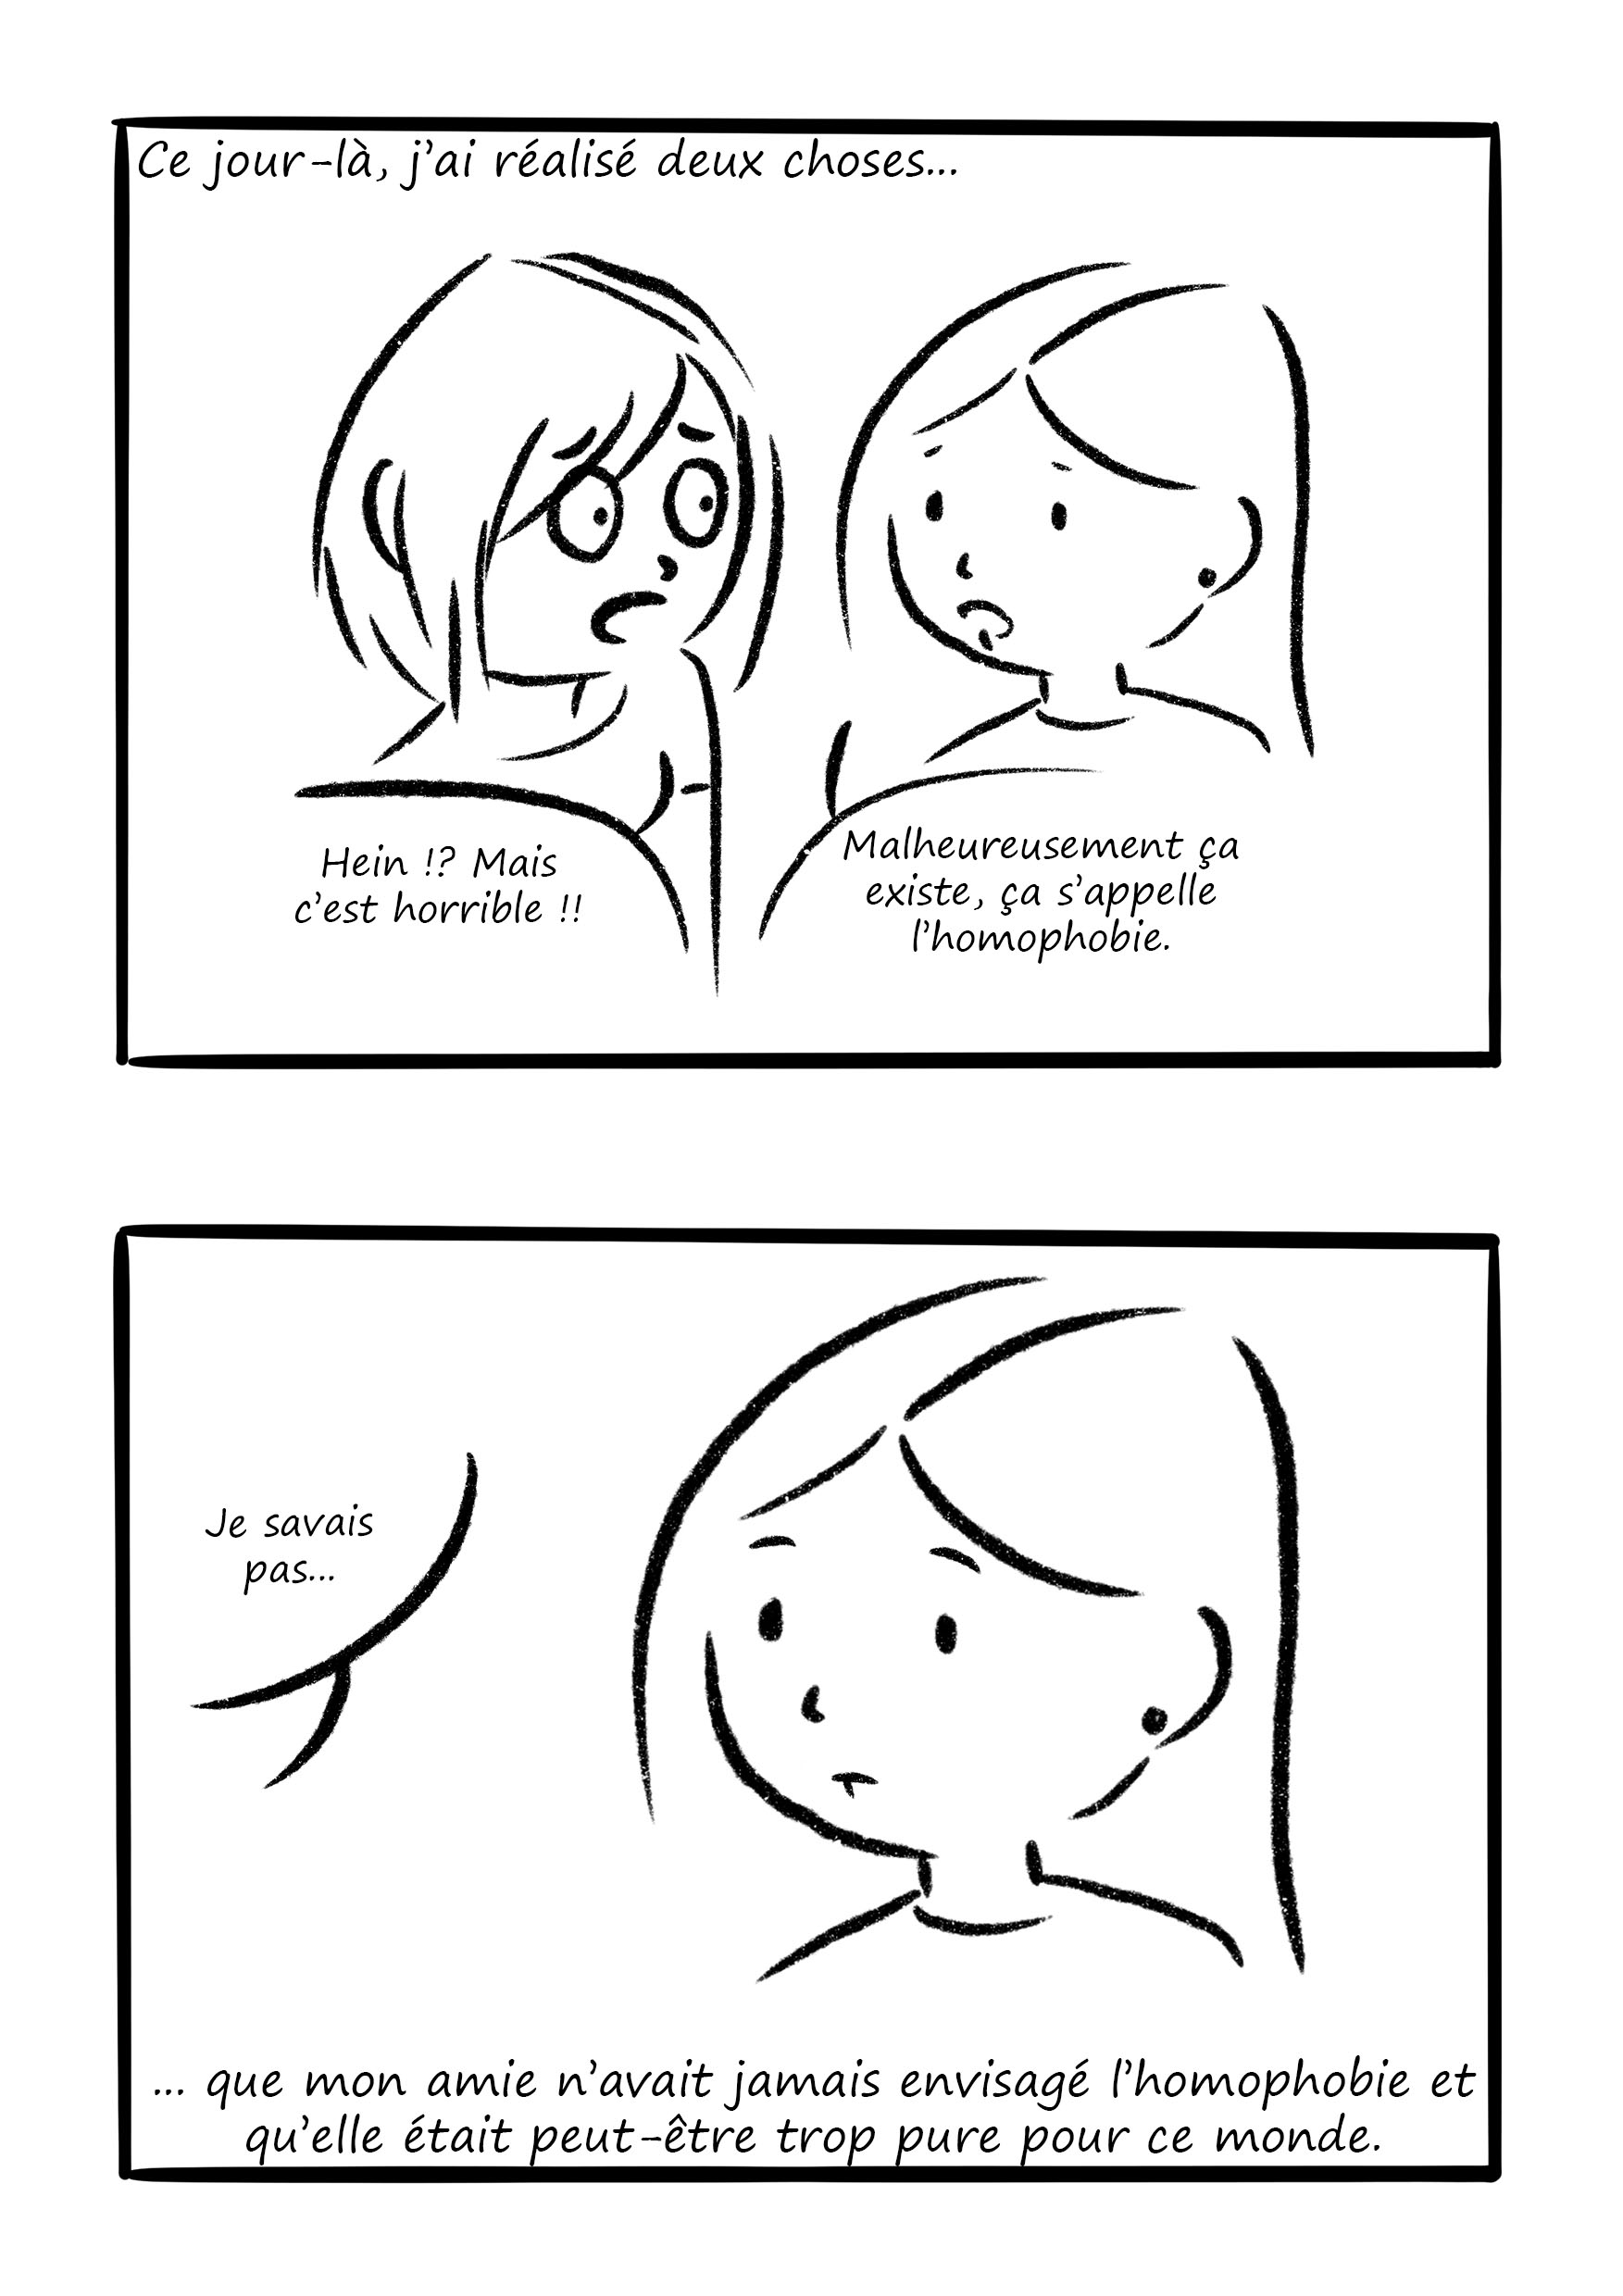 Ce jour-là, j'ai réalisé deux choses...
Hein !? Mais
c'est horrible !!
Malheureusement ça
existe, ça s'appelle
l'homophobie.
Je savais
pas...
... que mon amie n'avait jamais envisagé l'homophobie et
qu'elle était peut-être trop pure pour ce monde.